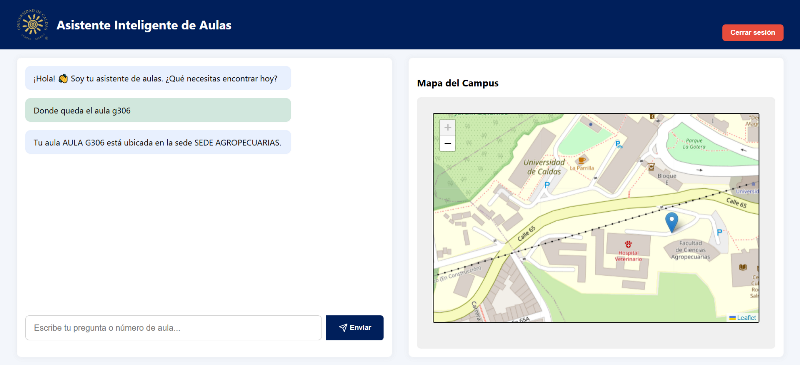 Asistente Inteligente de Aulas
Cerrar sesión
¡Hola! 👋 Soy tu asistente de aulas. ¿Qué necesitas encontrar hoy?
Donde queda el aula g306
Tu aula AULA G306 está ubicada en la sede SEDE AGROPECUARIAS.
Escribe tu pregunta o número de aula...
Enviar
Mapa del Campus
+
−
Universidad
de Caldas
La Parrilla
P
P
Parque
La Gotera
Bloque
Calle 65
Calle 65
P
Hospital
Veterinario
Facultad
de Ciencias
Agropecuarias
Calle 65A
Leaflet